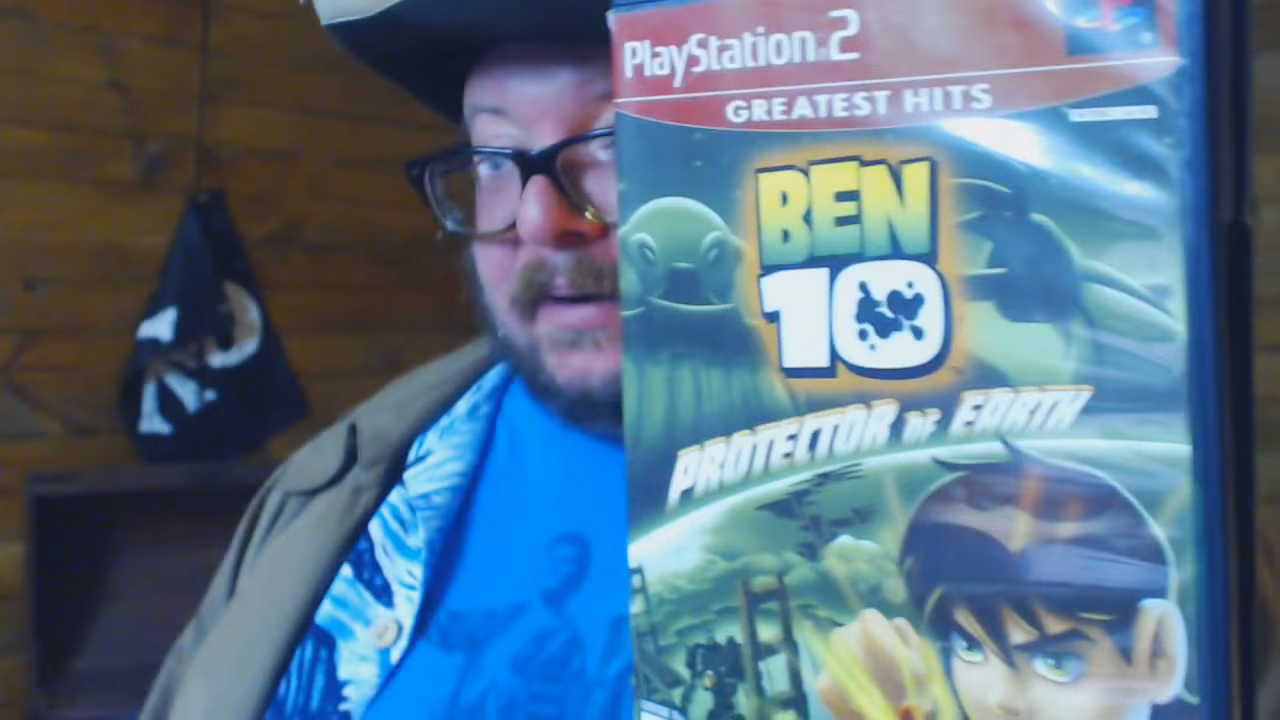 PlayStation 2
GREATEST HITS
BEN
10
PROTECTOR OF EARTH